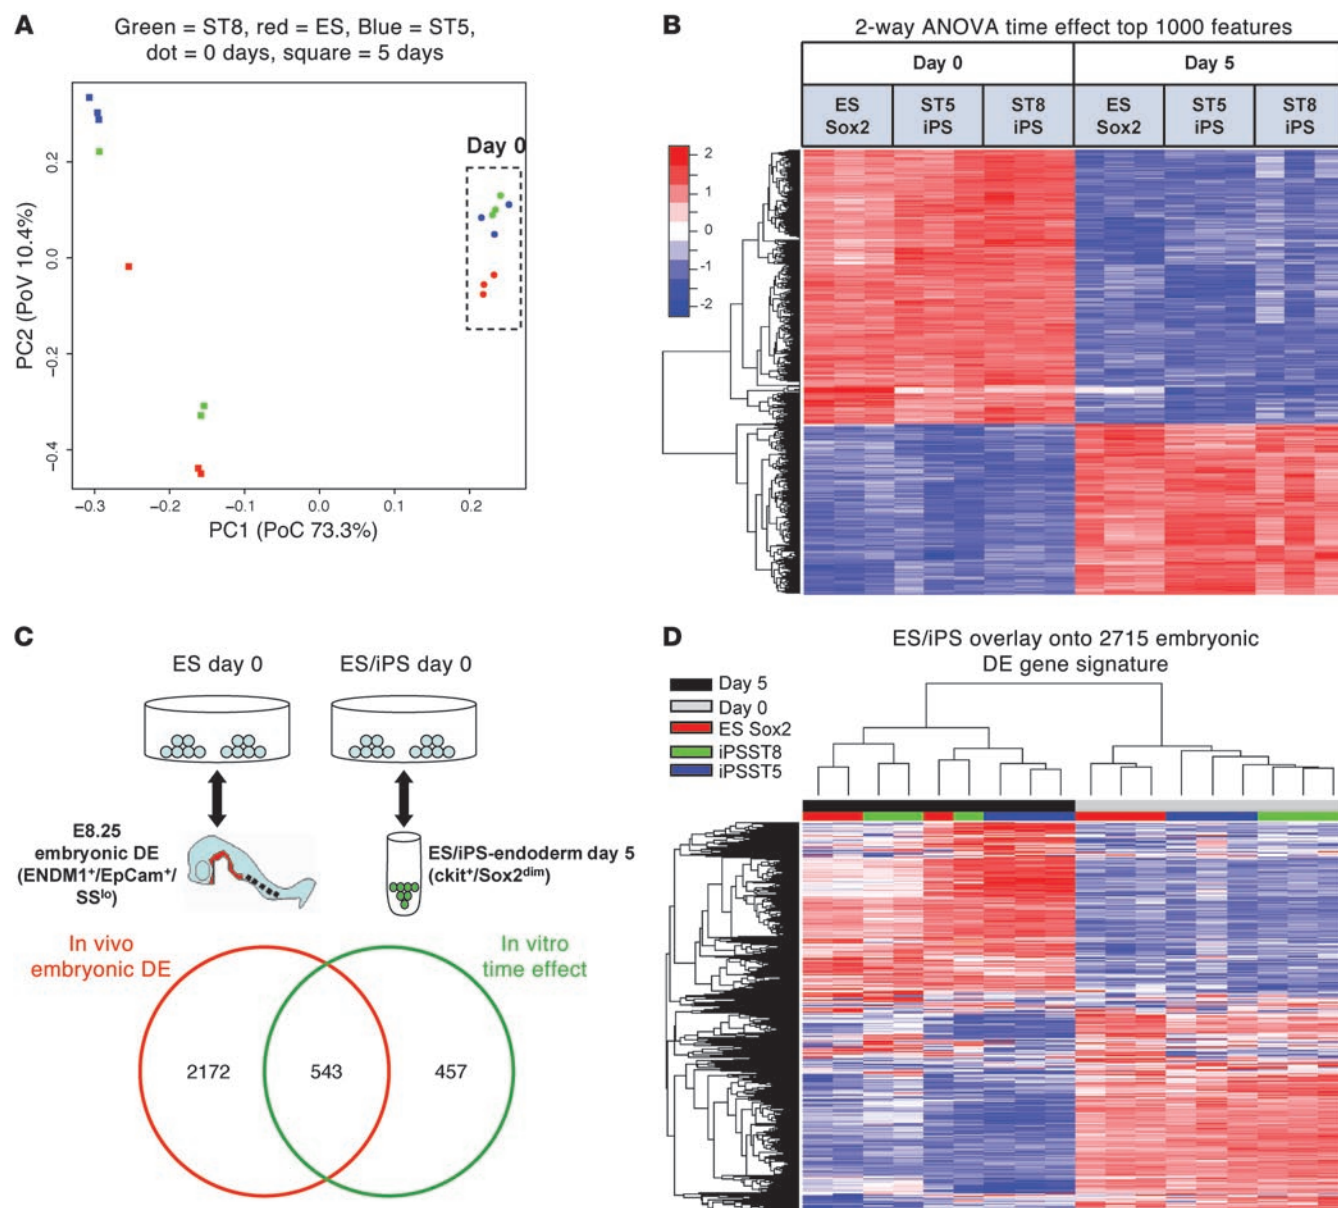 A
Green = ST8, red = ES, Blue = ST5,
dot = 0 days, square = 5 days
Day 0
PC2 (PoV 10.4%)
0.2
0.0
−0.2
−0.4
−0.3
−0.2
−0.1
0.0
0.1
0.2
PC1 (PoC 73.3%)
B
2-way ANOVA time effect top 1000 features
Day 0
Day 5
ES
Sox2
ST5
iPS
ST8
iPS
ES
Sox2
ST5
iPS
ST8
iPS
2
1
0
-1
-2
C
ES day 0
ES/iPS day 0
E8.25
embryonic DE
(ENDM1⁺/EpCam⁺/
SSˡᵒ)
ES/iPS-endoderm day 5
(ckit⁺/Sox2ᵈⁱᵐ)
In vivo
embryonic DE
In vitro
time effect
2172
543
457
D
ES/iPS overlay onto 2715 embryonic
DE gene signature
Day 5
Day 0
ES Sox2
iPSST8
iPSST5